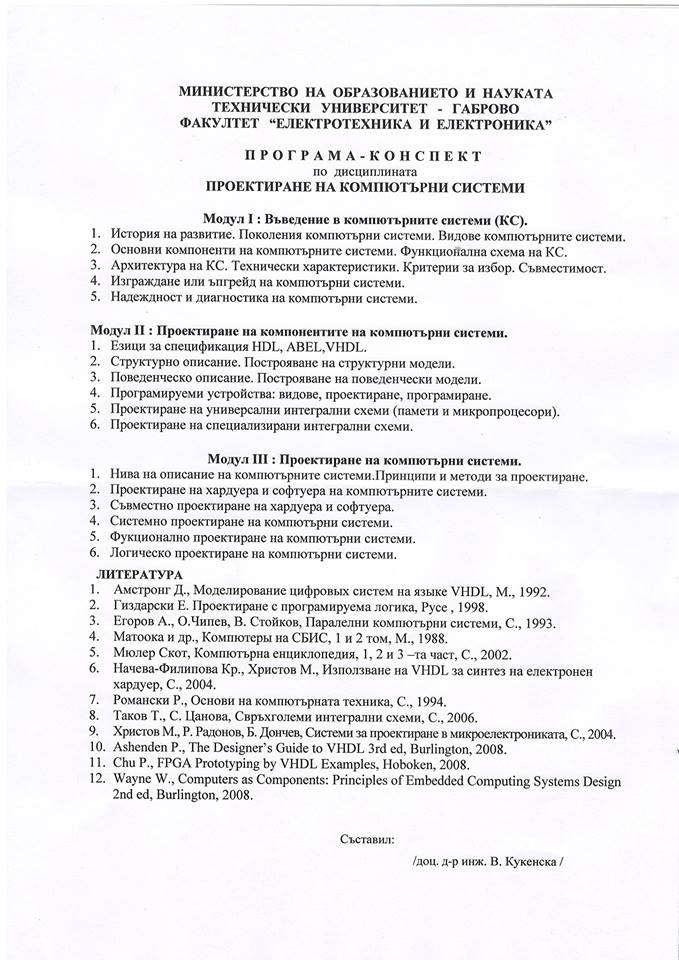 МИНИСТЕРСТВО НА ОБРАЗОВАНИЕТО И НАУКАТА
ТЕХНИЧЕСКИ УНИВЕРСИТЕТ - ГАБРОВО
ФАКУЛТЕТ “ЕЛЕКТРОТЕХНИКА И ЕЛЕКТРОНИКА”
П Р О Г Р А М А - К О Н С П Е К Т
по дисциплината
ПРОЕКТИРАНЕ НА КОМПЮТЪРНИ СИСТЕМИ
Модул I : Въведение в компютърните системи (КС).
1. История на развитие. Поколения компютърни системи. Видове компютърните системи.
2. Основни компоненти на компютърните системи. Функционална схема на КС.
3. Архитектура на КС. Технически характеристики. Критерии за избор. Съвместимост.
4. Изграждане или ъпгрейд на компютърни системи.
5. Надеждност и диагностика на компютърни системи.
Модул II : Проектиране на компонентите на компютърни системи.
1. Езици за спецификация HDL, ABEL,VHDL.
2. Структурно описание. Построяване на структурни модели.
3. Поведенческо описание. Построяване на поведенчески модели.
4. Програмируеми устройства: видове, проектиране, програмиране.
5. Проектиране на универсални интегрални схеми (памети и микропроцесори).
6. Проектиране на специализирани интегрални схеми.
Модул III : Проектиране на компютърни системи.
1. Нива на описание на компютърните системи.Принципи и методи за проектиране.
2. Проектиране на хардуера и софтуера на компютърните системи.
3. Съвместно проектиране на хардуера и софтуера.
4. Системно проектиране на компютърни системи.
5. Фукционално проектиране на компютърни системи.
6. Логическо проектиране на компютърни системи.
ЛИТЕРАТУРА
1. Амстронг Д., Моделирование цифровых систем на языке VHDL, М., 1992.
2. Гиздарски Е. Проектиране с програмируема логика, Русе , 1998.
3. Егоров А., О.Чипев, В. Стойков, Паралелни компютърни системи, С., 1993.
4. Матоока и др., Компютеры на СБИС, 1 и 2 том, М., 1988.
5. Мюлер Скот, Компютърна енциклопедия, 1, 2 и 3 –та част, С., 2002.
6. Начева-Филипова Кр., Христов М., Използване на VHDL за синтез на електронен
хардуер, С., 2004.
7. Романски Р., Основи на компютърната техника, С., 1994.
8. Таков Т., С. Цанова, Свръхголеми интегрални схеми, С., 2006.
9. Христов М., Р. Радонов, Б. Дончев, Системи за проектиране в микроелектрониката, С., 2004.
10. Ashenden P., The Designer’s Guide to VHDL 3rd ed, Burlington, 2008.
11. Chu P., FPGA Prototyping by VHDL Examples, Hoboken, 2008.
12. Wayne W., Computers as Components: Principles of Embedded Computing Systems Design
2nd ed, Burlington, 2008.
Съставил:
/доц. д-р инж. В. Кукенска /